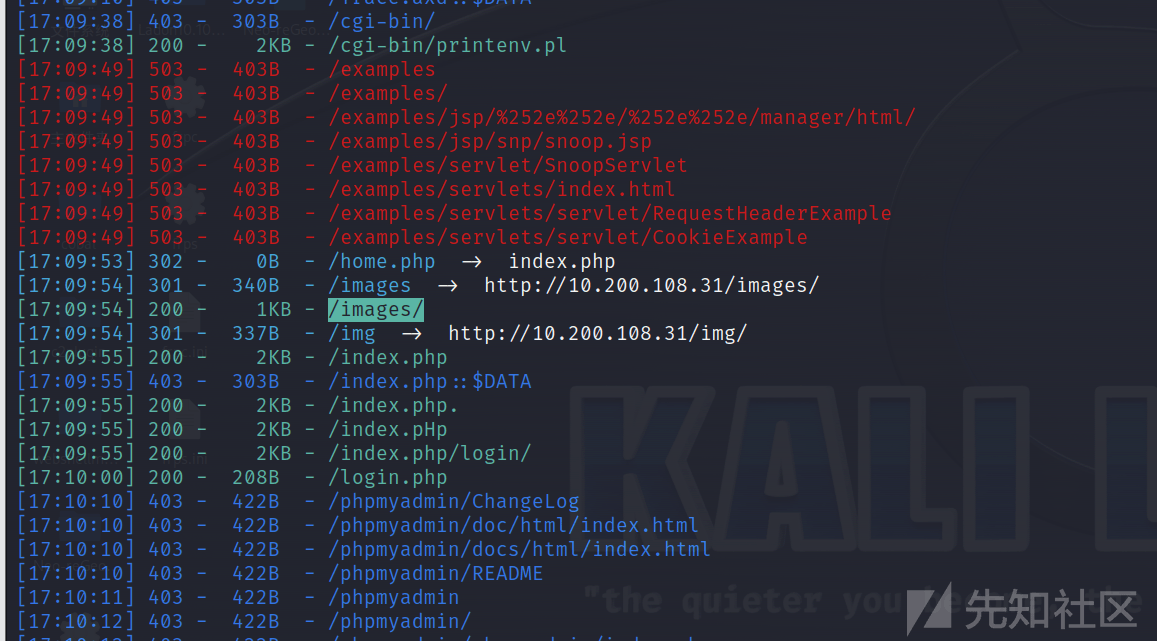 [17:09:38] 403 - 303B - /cgi-bin/
[17:09:38] 200 - 2KB - /cgi-bin/printenv.pl
[17:09:49] 503 - 403B - /examples
[17:09:49] 503 - 403B - /examples/
[17:09:49] 503 - 403B - /examples/jsp/%252e%252e/%252e%252e/manager/html/
[17:09:49] 503 - 403B - /examples/jsp/snp/snoop.jsp
[17:09:49] 503 - 403B - /examples/servlet/SnoopServlet
[17:09:49] 503 - 403B - /examples/servlets/index.html
[17:09:49] 503 - 403B - /examples/servlets/servlet/RequestHeaderExample
[17:09:49] 503 - 403B - /examples/servlets/servlet/CookieExample
[17:09:53] 302 - 0B - /home.php → index.php
[17:09:54] 301 - 340B - /images → http://10.200.108.31/images/
[17:09:54] 200 - 1KB - /images/
[17:09:54] 301 - 337B - /img → http://10.200.108.31/img/
[17:09:55] 200 - 2KB - /index.php
[17:09:55] 403 - 303B - /index.php::$DATA
[17:09:55] 200 - 2KB - /index.php.
[17:09:55] 200 - 2KB - /index.pHp
[17:09:55] 200 - 2KB - /index.php/login/
[17:10:00] 200 - 208B - /login.php
[17:10:10] 403 - 422B - /phpmyadmin/ChangeLog
[17:10:10] 403 - 422B - /phpmyadmin/doc/html/index.html
[17:10:10] 403 - 422B - /phpmyadmin/docs/html/index.html
[17:10:10] 403 - 422B - /phpmyadmin/README
[17:10:11] 403 - 422B - /phpmyadmin
[17:10:12] 403 - 422B - /phpmyadmin/
KALI L
"the quieter you
先知社区